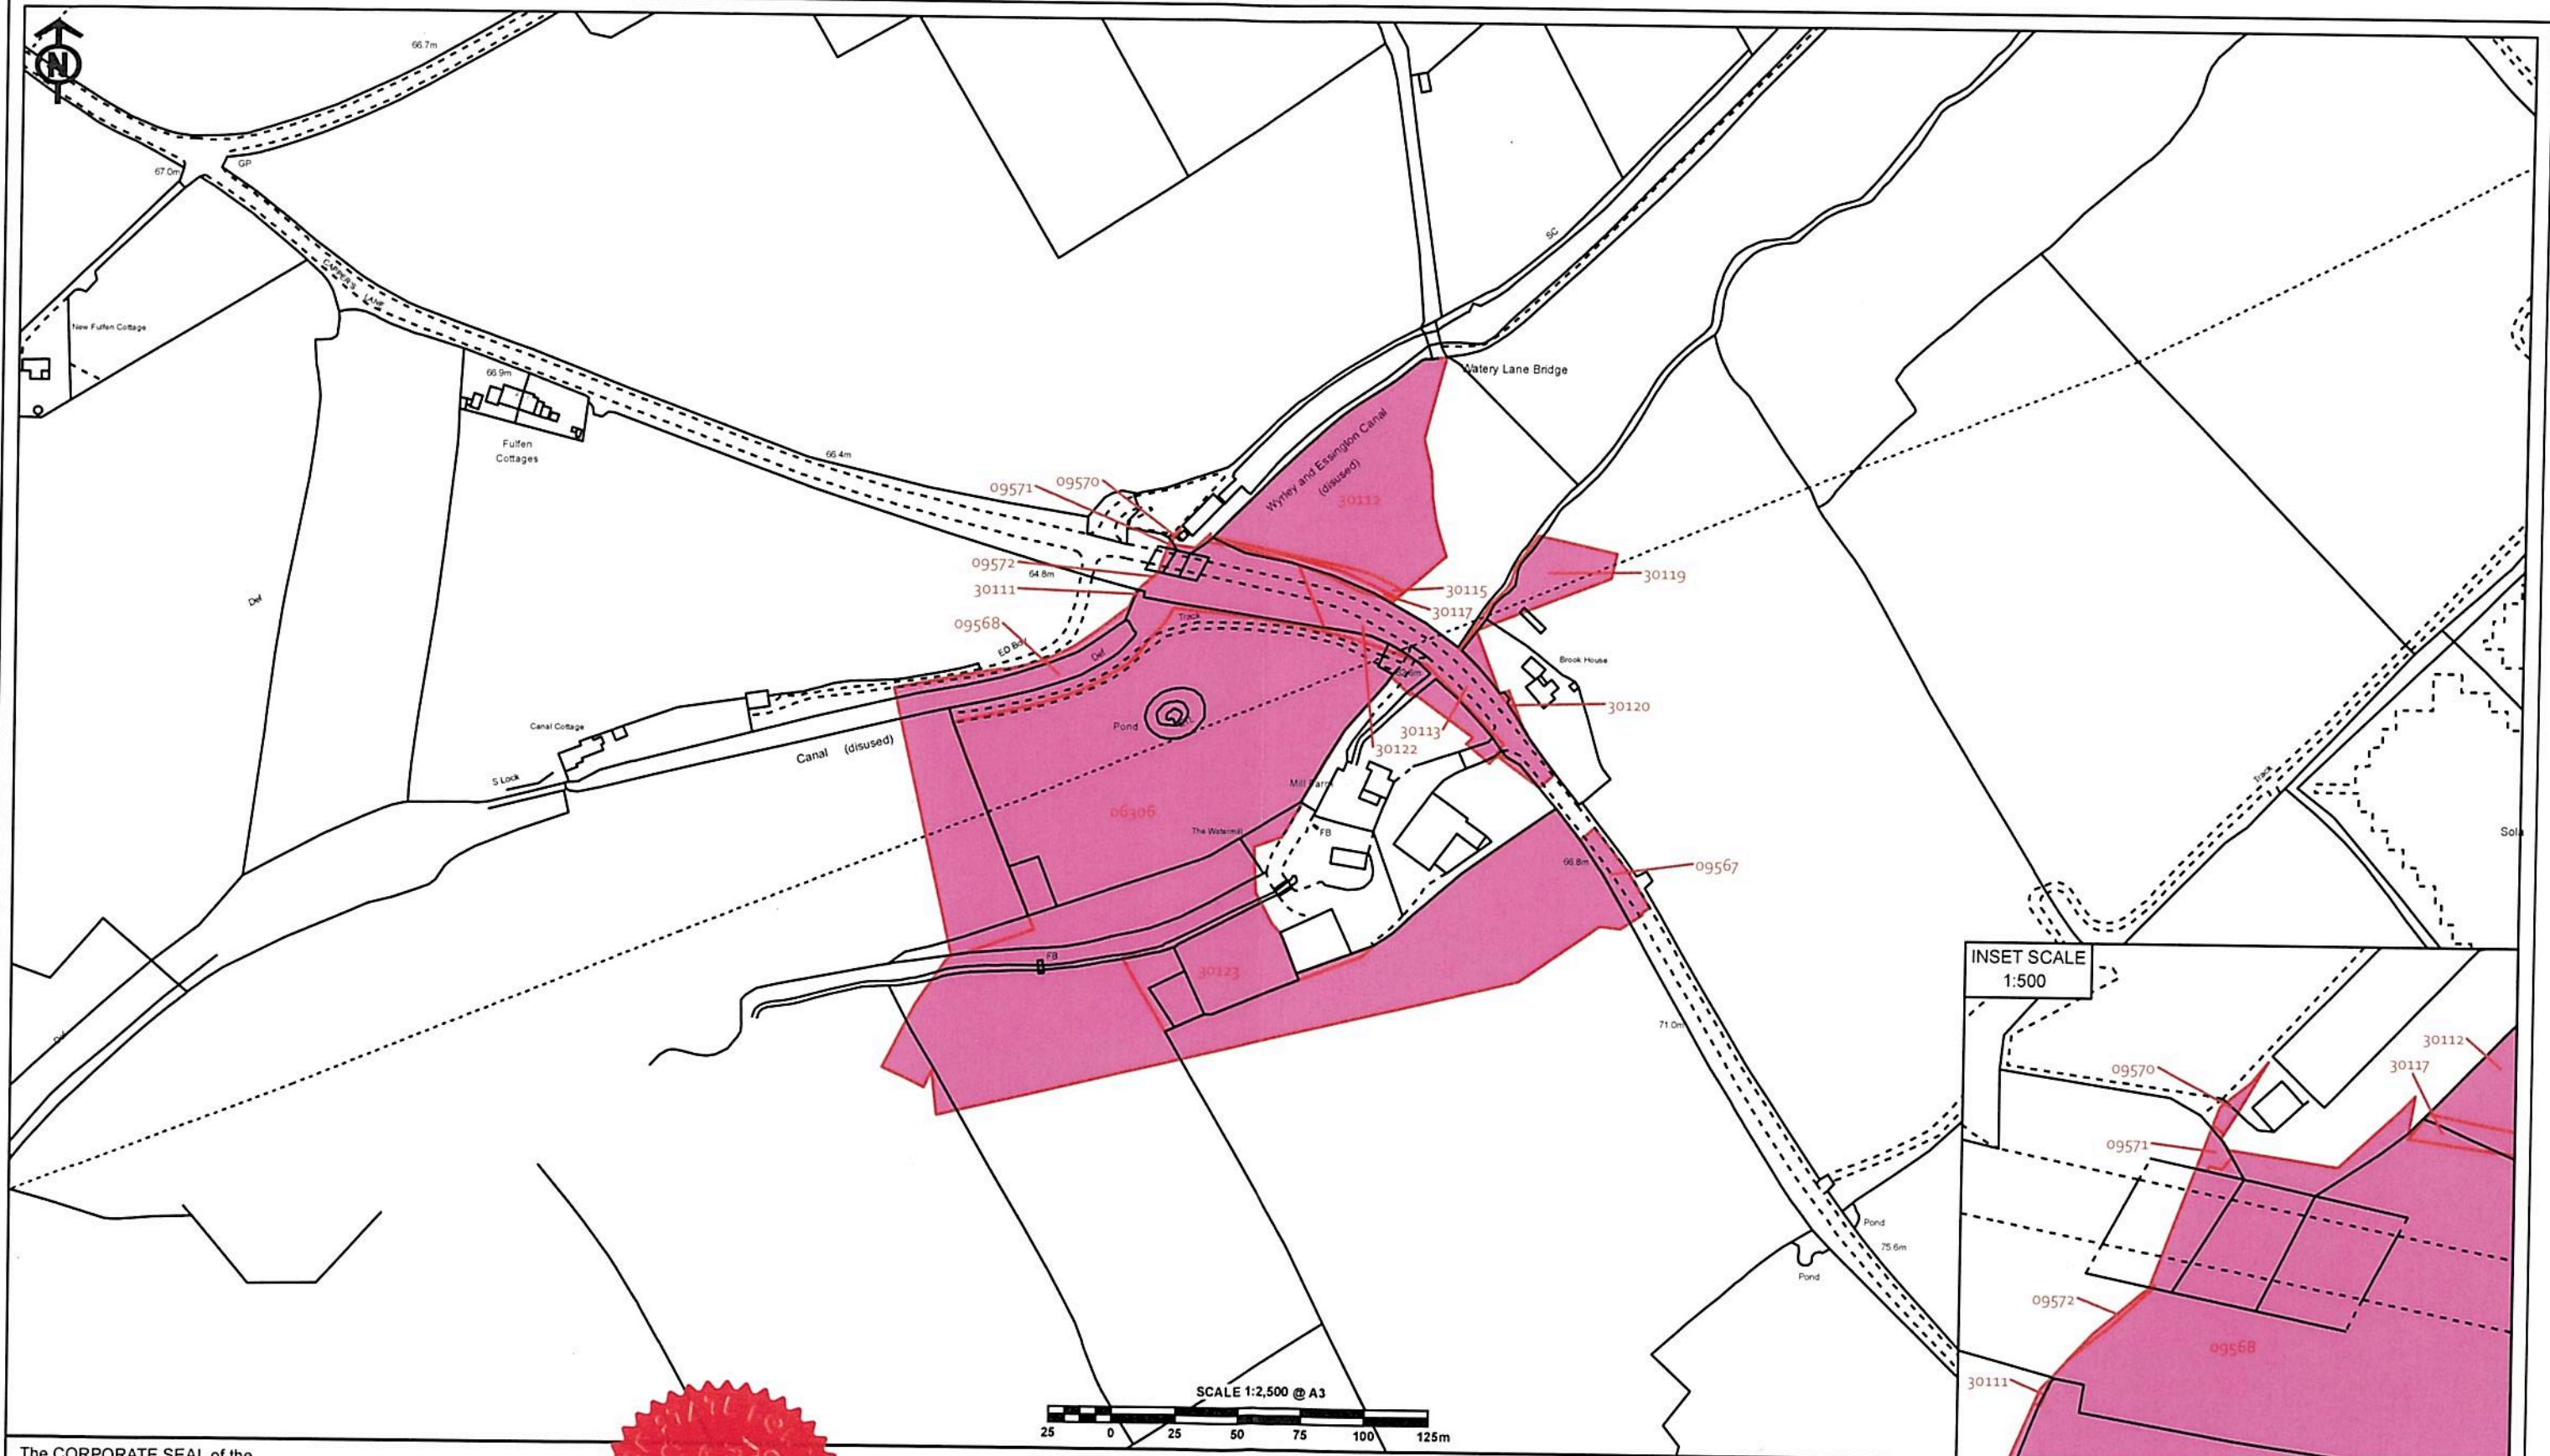 N
66.7m
67.0m
GP
CAPPER'S LANE
New Fulfen Cottage
66.9m
Fulfen
Cottages
66.4m
SC
Watery Lane Bridge
Wyrley and Essington Canal
(disused)
30112
09571
09570
09572
64.8m
30111
09568
ED Bdy
Track
Def
30115
30117
30119
Brook House
30120
30113
30122
Def
Canal Cottage
S Lock
Canal (disused)
Pond
Mill Farm
06306
The Watermill
FB
66.8m
09567
FB
30123
71.0m
Track
Sola
Pond
75.6m
Pond
INSET SCALE
1:500
30112
30117
09570
09571
09572
09568
30111
SCALE 1:2,500 @ A3
25 0 25 50 75 100 125m
The CORPORATE SEAL of the